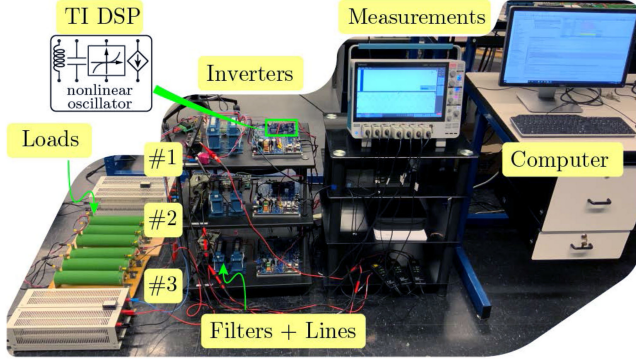 TI DSP
Measurements
nonlinear
oscillator
Inverters
Loads
#1
Computer
#2
#3
Filters + Lines